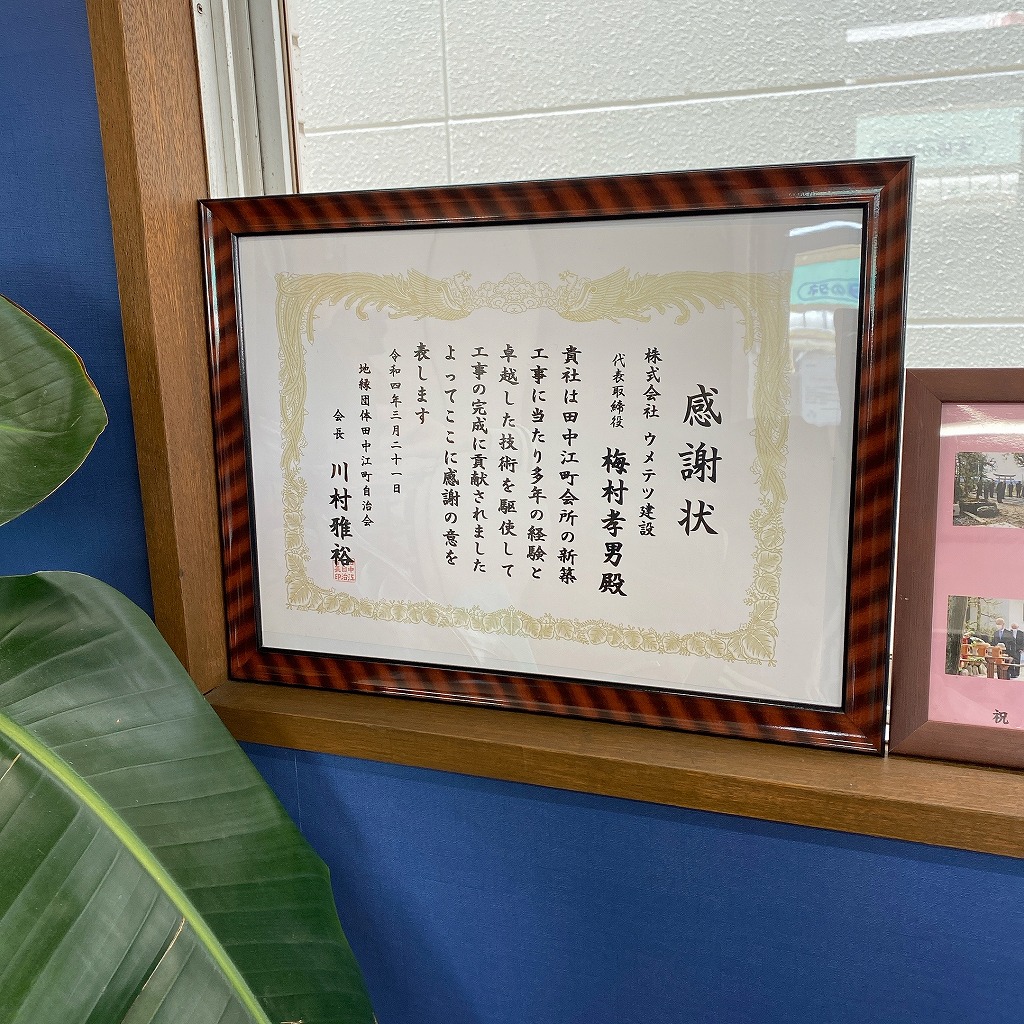 感謝状
株式会社 ウメテツ建設
代表取締役 梅村孝男殿
貴社は田中江町会所の新築
工事に当たり多年の経験と
卓越した技術を駆使して
工事の完成に貢献されました
よってここに感謝の意を
表します
令和四年三月二十一日
地縁団体田中江町自治会
会長 川村雅裕
祝